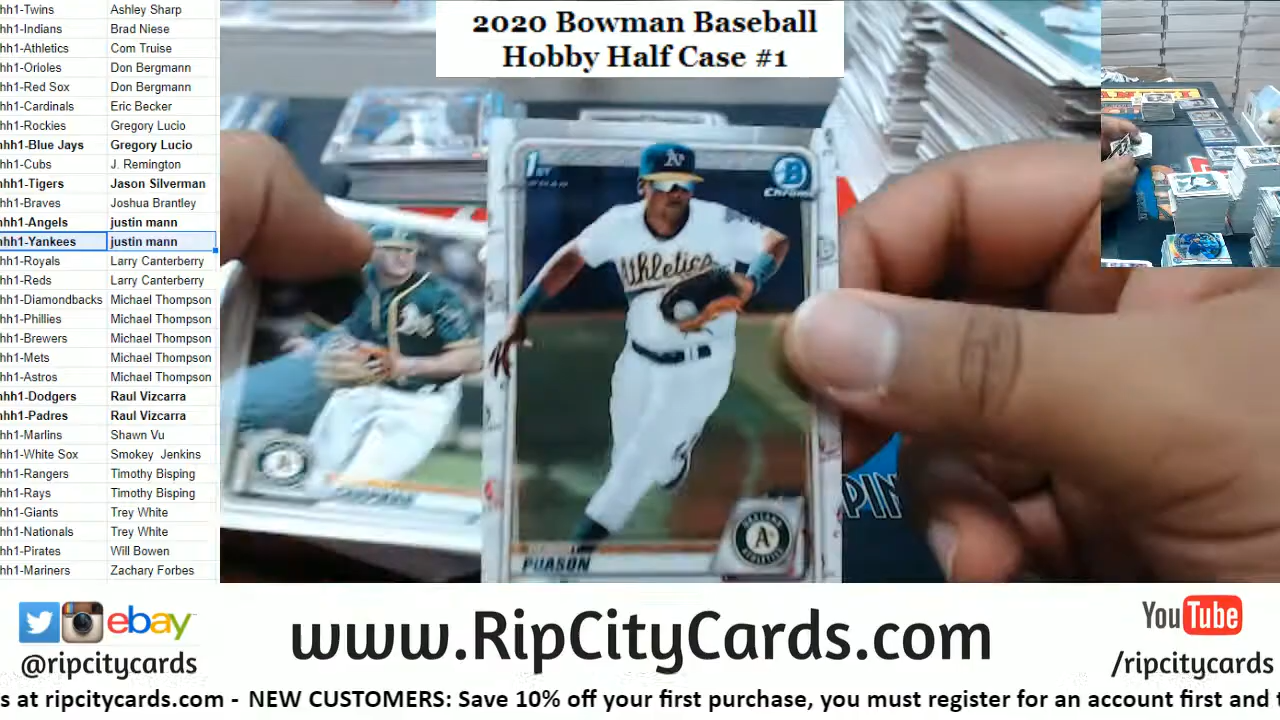 hh1-Twins Ashley Sharp
hh1-Indians Brad Niese
hh1-Athletics Com Truise
hh1-Orioles Don Bergmann
hh1-Red Sox Don Bergmann
hh1-Cardinals Eric Becker
hh1-Rockies Gregory Lucio
hh1-Blue Jays Gregory Lucio
hh1-Cubs J. Remington
hh1-Tigers Jason Silverman
hh1-Braves Joshua Brantley
hh1-Angels justin mann
hh1-Yankees justin mann
hh1-Royals Larry Canterberry
hh1-Reds Larry Canterberry
hh1-Diamondbacks Michael Thompson
hh1-Phillies Michael Thompson
hh1-Brewers Michael Thompson
hh1-Mets Michael Thompson
hh1-Astros Michael Thompson
hh1-Dodgers Raul Vizcarra
hh1-Padres Raul Vizcarra
hh1-Marlins Shawn Vu
hh1-White Sox Smokey Jenkins
hh1-Rangers Timothy Bisping
hh1-Rays Timothy Bisping
hh1-Giants Trey White
hh1-Nationals Trey White
hh1-Pirates Will Bowen
hh1-Mariners Zachary Forbes
2020 Bowman Baseball
Hobby Half Case #1
1ST
B
Chrome
A's
Athletics
PUASON
OAKLAND
A's
ATHLETICS
PIN
ebay
@ripcitycards
www.RipCityCards.com
YouTube
/ripcitycards
s at ripcitycards.com - NEW CUSTOMERS: Save 10% off your first purchase, you must register for an account first and t